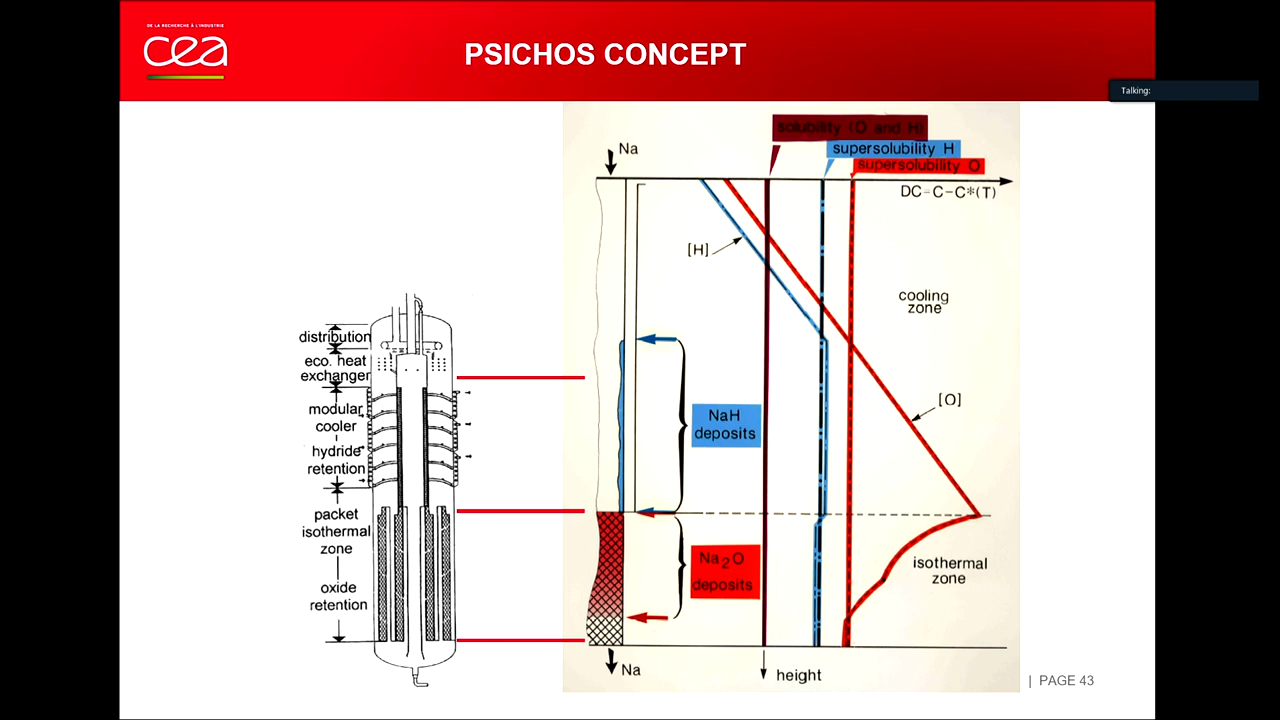 DE LA RECHERCHE À L'INDUSTRIE
cea
PSICHOS CONCEPT
Talking:
solubility (O and H)
supersolubility H
supersolubility O
Na
DC=C-C*(T)
[H]
cooling
zone
[O]
NaH
deposits
Na2O
deposits
isothermal
zone
Na
height
distribution
eco. heat
exchanger
modular
cooler
hydride
retention
packet
isothermal
zone
oxide
retention
| PAGE 43